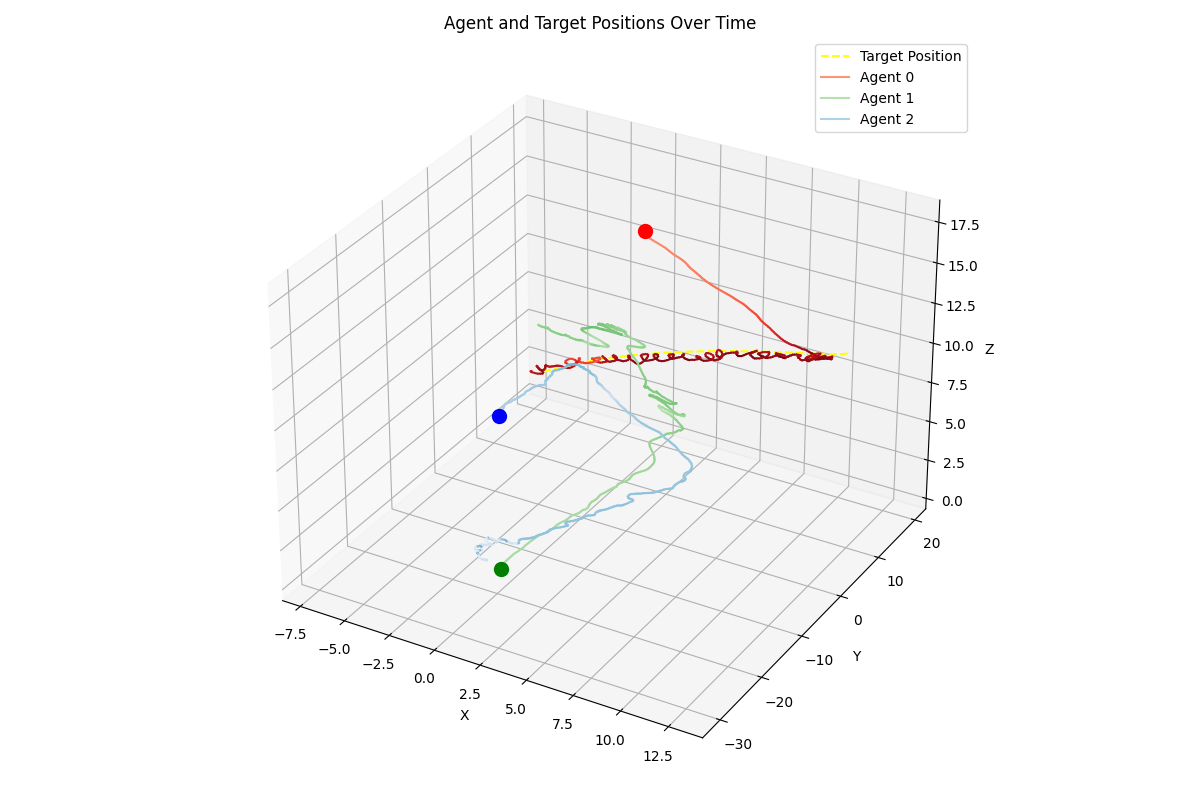 Agent and Target Positions Over Time
Target Position
Agent 0
Agent 1
Agent 2
17.5
15.0
12.5
10.0
Z
7.5
5.0
2.5
0.0
20
10
0
Y
−10
−20
−30
−7.5
−5.0
−2.5
0.0
2.5
X
5.0
7.5
10.0
12.5